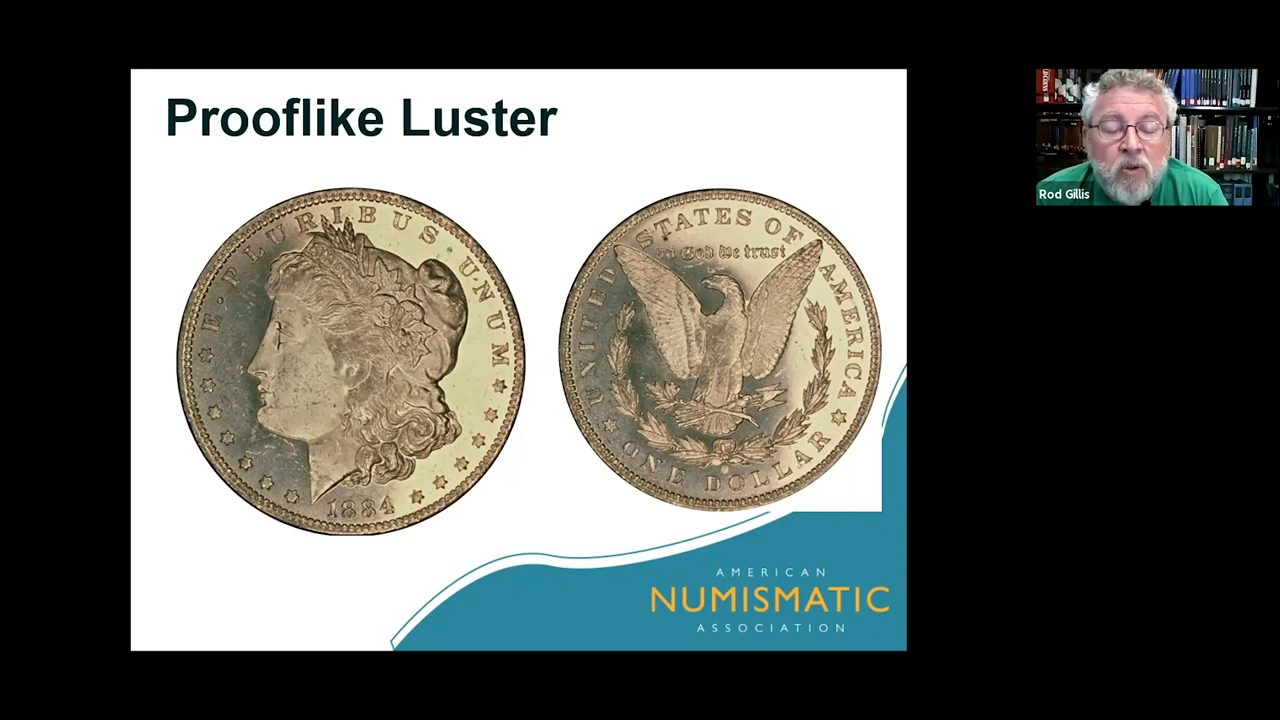 Prooflike Luster
E·PLURIBUS·UNUM
1884
UNITED STATES OF AMERICA
In God we trust
ONE DOLLAR
O
AMERICAN
NUMISMATIC
ASSOCIATION
Rod Gillis